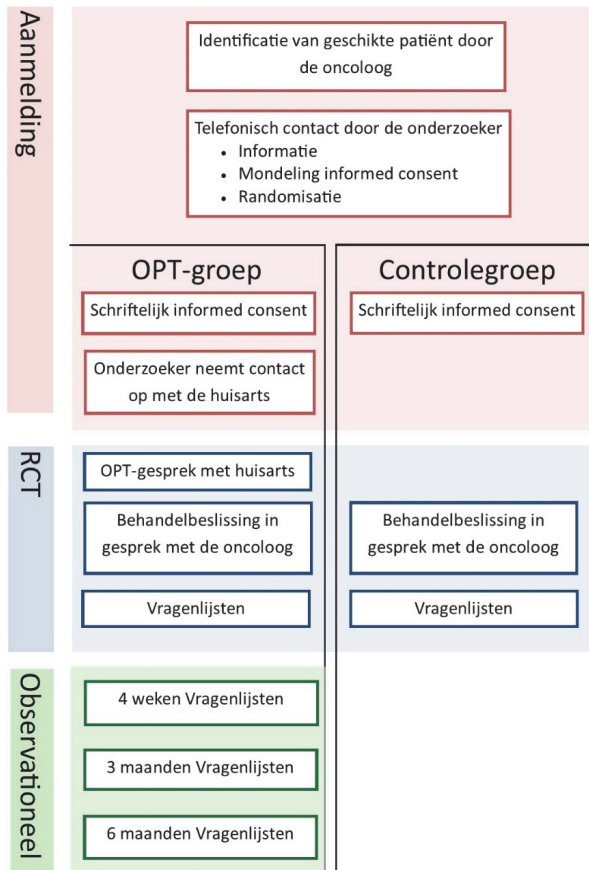 Aanmelding
Identificatie van geschikte patiënt door
de oncoloog
Telefonisch contact door de onderzoeker
• Informatie
• Mondeling informed consent
• Randomisatie
OPT-groep
Schriftelijk informed consent
Onderzoeker neemt contact
op met de huisarts
Controlegroep
Schriftelijk informed consent
RCT
OPT-gesprek met huisarts
Behandelbeslissing in
gesprek met de oncoloog
Vragenlijsten
Behandelbeslissing in
gesprek met de oncoloog
Vragenlijsten
Observationeel
4 weken Vragenlijsten
3 maanden Vragenlijsten
6 maanden Vragenlijsten